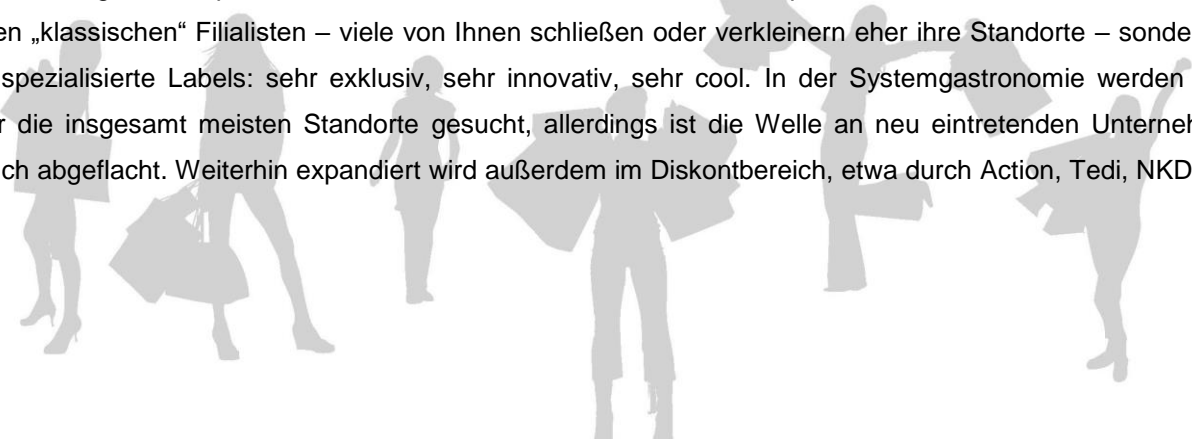 en „klassischen“ Filialisten – viele von Ihnen schließen oder verkleinern eher ihre Standorte – sonde
spezialisierte Labels: sehr exklusiv, sehr innovativ, sehr cool. In der Systemgastronomie werden
r die insgesamt meisten Standorte gesucht, allerdings ist die Welle an neu eintretenden Unterneh
ch abgeflacht. Weiterhin expandiert wird außerdem im Diskontbereich, etwa durch Action, Tedi, NKD